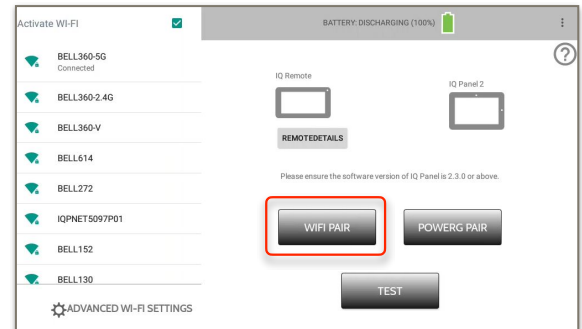 Activate WI-FI
BELL360-5G
Connected
BELL360-2.4G
BELL360-V
BELL614
BELL272
IQPNET5097P01
BELL152
BELL130
ADVANCED WI-FI SETTINGS
BATTERY: DISCHARGING (100%)
?
IQ Remote
IQ Panel 2
REMOTEDETAILS
Please ensure the software version of IQ Panel is 2.3.0 or above.
WIFI PAIR
POWERG PAIR
TEST